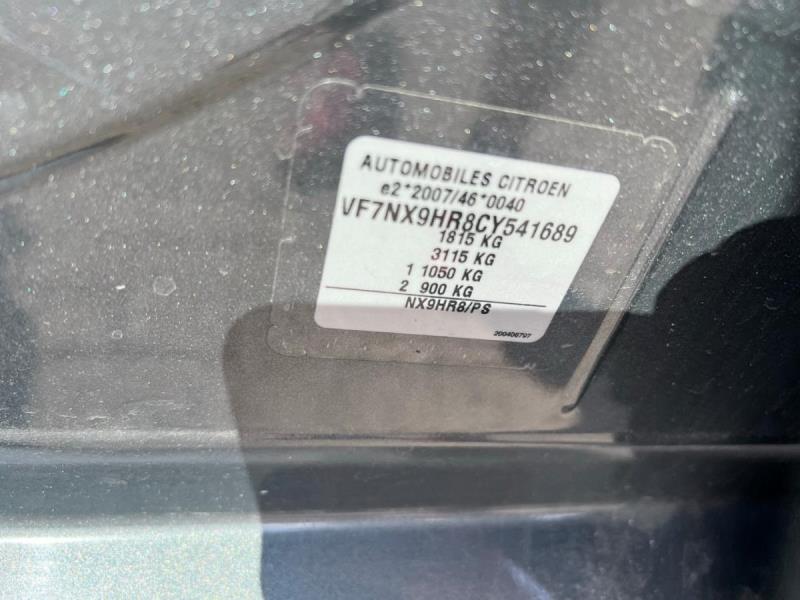 AUTOMOBILES CITROEN
e2*2007/46*0040
VF7NX9HR8CY541689
1815 KG
3115 KG
1 1050 KG
2 900 KG
NX9HR8/PS
200406797